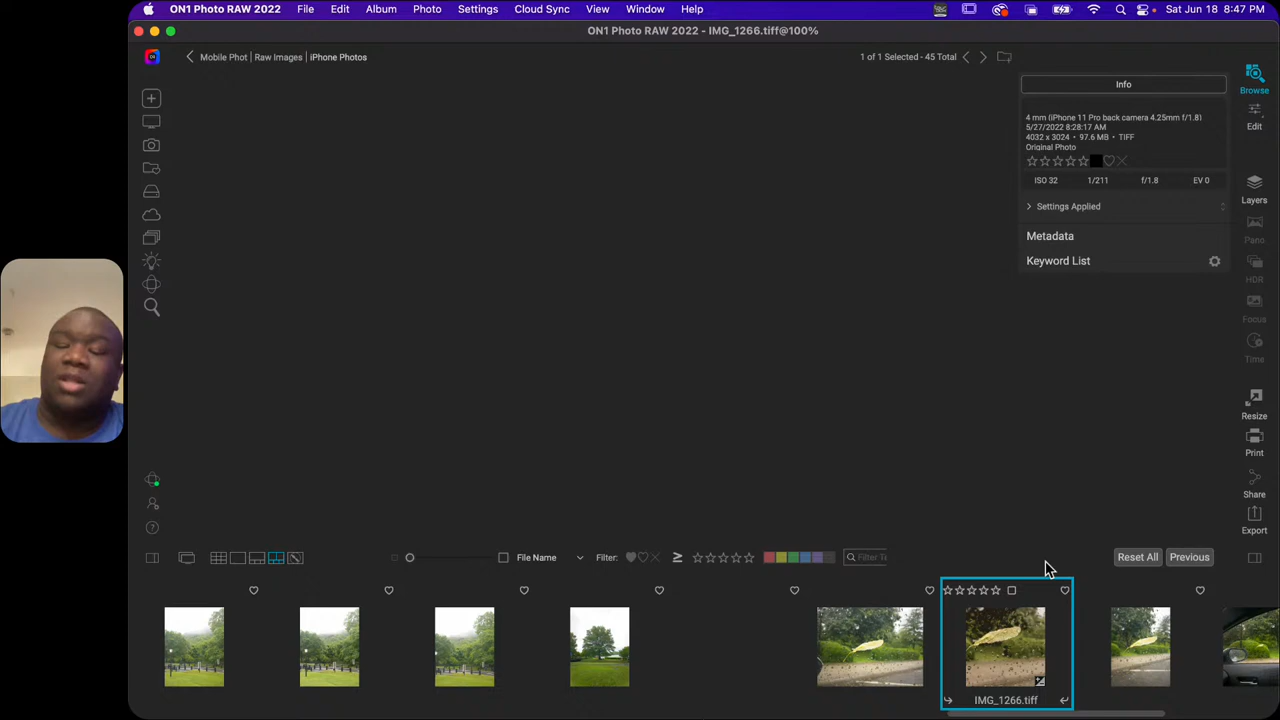 ON1 Photo RAW 2022 File Edit Album Photo Settings Cloud Sync View Window Help Sat Jun 18 8:47 PM
ON1 Photo RAW 2022 - IMG_1266.tiff@100%
Mobile Phot | Raw Images | iPhone Photos 1 of 1 Selected - 45 Total
Info
Browse
4 mm (iPhone 11 Pro back camera 4.25mm f/1.8)
5/27/2022 8:28:17 AM
Edit
4032 x 3024 • 97.6 MB • TIFF
Original Photo
ISO 32 1/211 f/1.8 EV 0
Layers
Settings Applied
Metadata
Pano
Keyword List
HDR
Focus
Time
Resize
Print
Share
Export
File Name Filter: Reset All Previous
IMG_1266.tiff